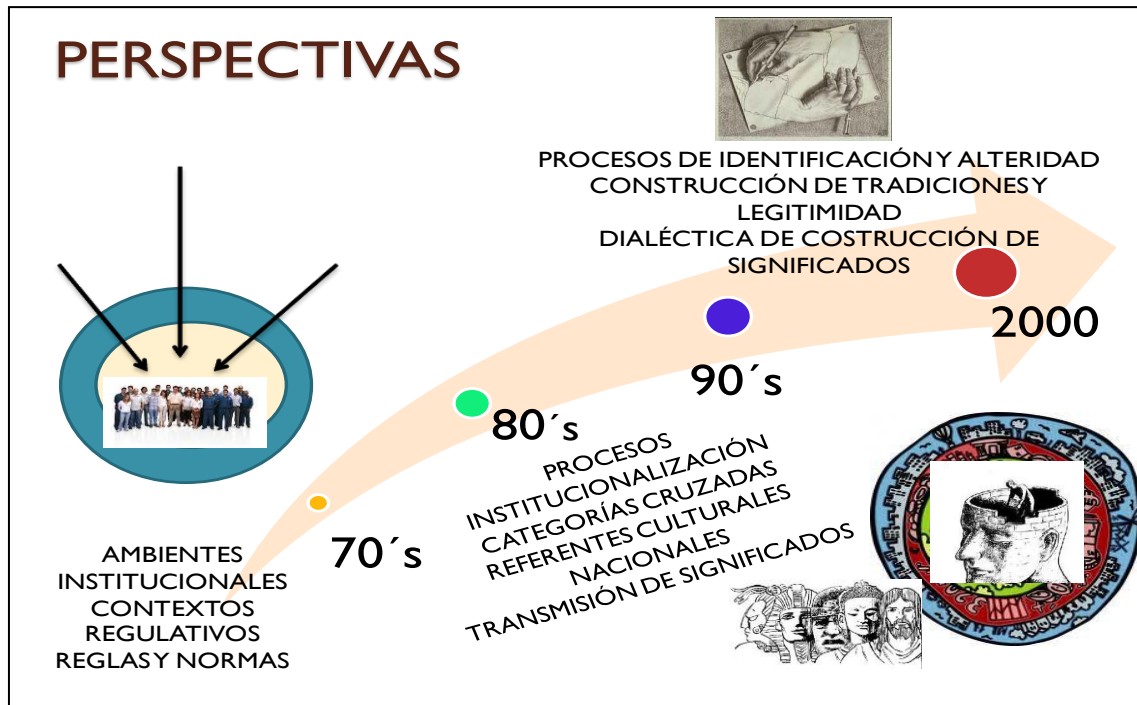 PERSPECTIVAS
PROCESOS DE IDENTIFICACIÓN Y ALTERIDAD
CONSTRUCCIÓN DE TRADICIONES Y
LEGITIMIDAD
DIALÉCTICA DE COSTRUCCIÓN DE
SIGNIFICADOS
2000
90´s
80´s
PROCESOS
INSTITUCIONALIZACIÓN
CATEGORÍAS CRUZADAS
REFERENTES CULTURALES
NACIONALES
TRANSMISIÓN DE SIGNIFICADOS
70´s
AMBIENTES
INSTITUCIONALES
CONTEXTOS
REGULATIVOS
REGLAS Y NORMAS